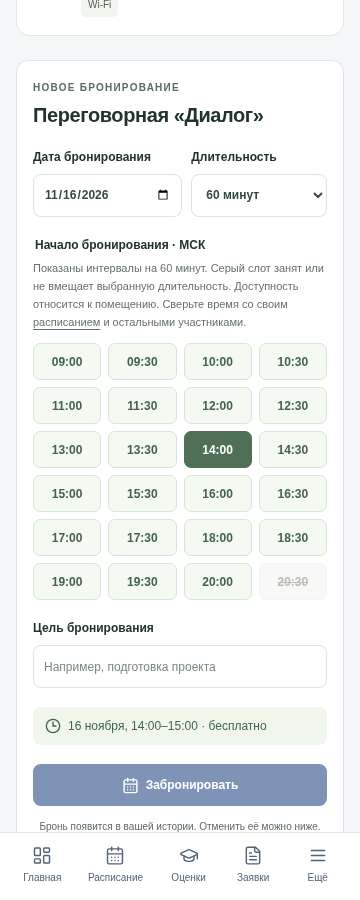 Wi-Fi
НОВОЕ БРОНИРОВАНИЕ
Переговорная «Диалог»
Дата бронирования Длительность
11/16/2026 60 минут
Начало бронирования · МСК
Показаны интервалы на 60 минут. Серый слот занят или
не вмещает выбранную длительность. Доступность
относится к помещению. Сверьте время со своим
расписанием и остальными участниками.
09:00 09:30 10:00 10:30
11:00 11:30 12:00 12:30
13:00 13:30 14:00 14:30
15:00 15:30 16:00 16:30
17:00 17:30 18:00 18:30
19:00 19:30 20:00 20:30
Цель бронирования
Например, подготовка проекта
16 ноября, 14:00–15:00 · бесплатно
Забронировать
Бронь появится в вашей истории. Отменить её можно ниже.
Главная Расписание Оценки Заявки Ещё